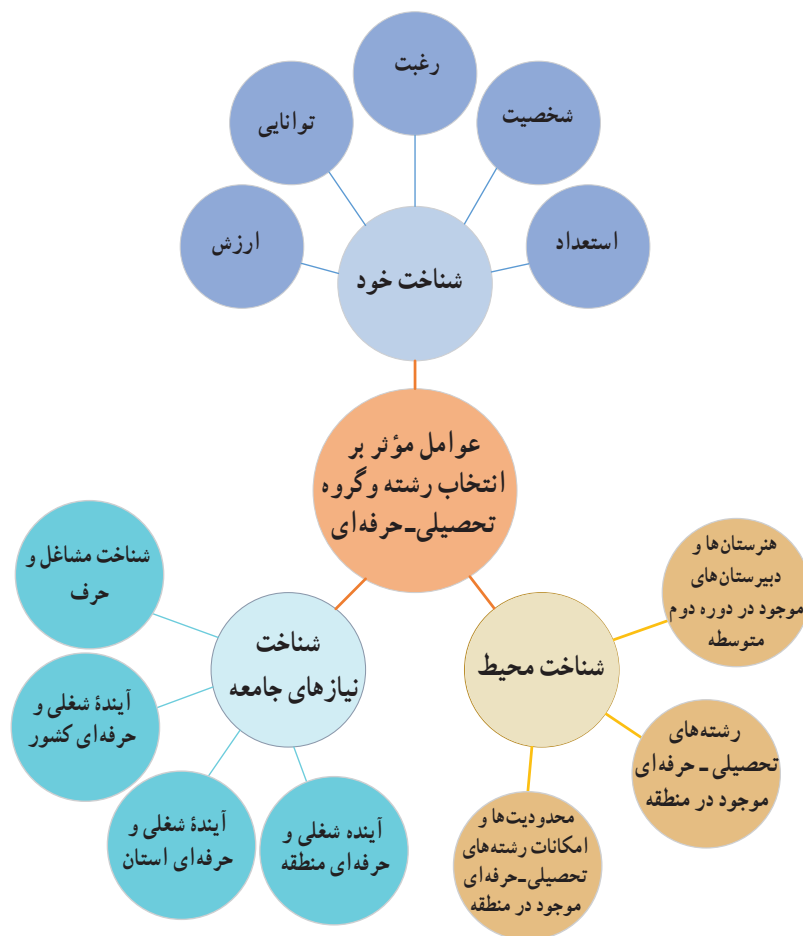 رغبت
شخصیت
توانایی
استعداد
ارزش
شناخت خود
عوامل مؤثر بر
انتخاب رشته وگروه
تحصیلی-حرفه‌ای
هنرستان‌ها و
دبیرستان‌های
موجود در دوره دوم
متوسطه
شناخت محیط
رشته‌های
تحصیلی - حرفه‌ای
موجود در منطقه
محدودیت‌ها و
امکانات رشته‌های
تحصیلی-حرفه‌ای
موجود در منطقه
شناخت
نیازهای جامعه
شناخت مشاغل و
حرف
آیندهٔ شغلی و
حرفه‌ای کشور
آیندهٔ شغلی و
حرفه‌ای استان
آینده شغلی و
حرفه‌ای منطقه